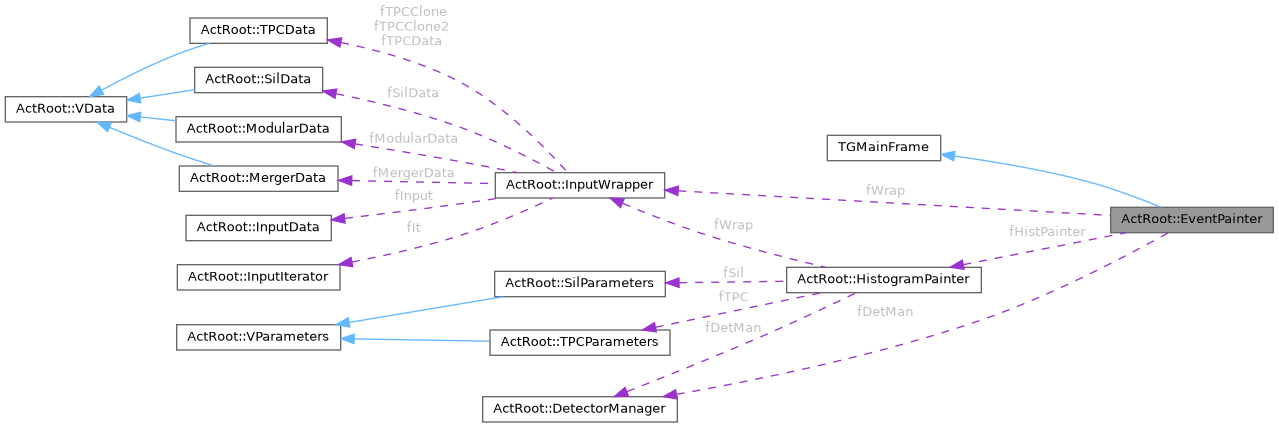 fTPCClone
fTPCClone2
fTPCData
ActRoot::TPCData
ActRoot::SilData
fSilData
ActRoot::VData
ActRoot::ModularData
fModularData
TGMainFrame
fMergerData
ActRoot::MergerData
ActRoot::InputWrapper
fInput
fWrap
ActRoot::EventPainter
ActRoot::InputData
fIt
fWrap
fHistPainter
ActRoot::InputIterator
fSil
ActRoot::HistogramPainter
ActRoot::SilParameters
fTPC
fDetMan
fDetMan
ActRoot::VParameters
ActRoot::TPCParameters
ActRoot::DetectorManager